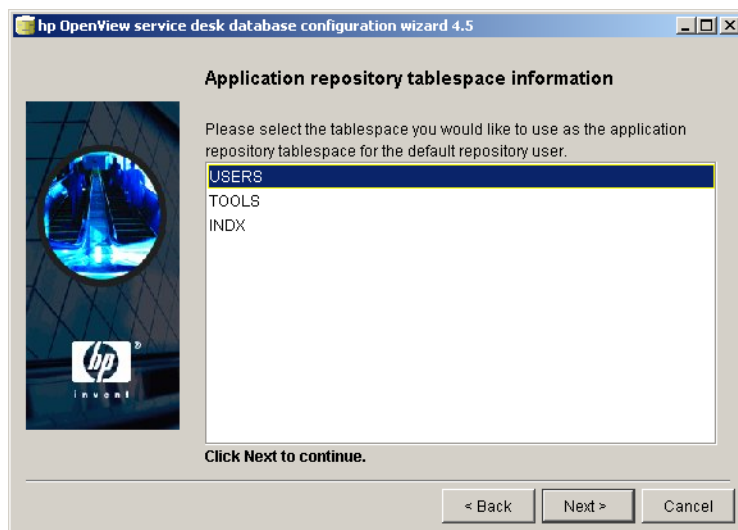 hp OpenView service desk database configuration wizard 4.5
Application repository tablespace information
Please select the tablespace you would like to use as the application
repository tablespace for the default repository user.
USERS
TOOLS
INDX
hp
®
invent
Click Next to continue.
< Back
Next >
Cancel